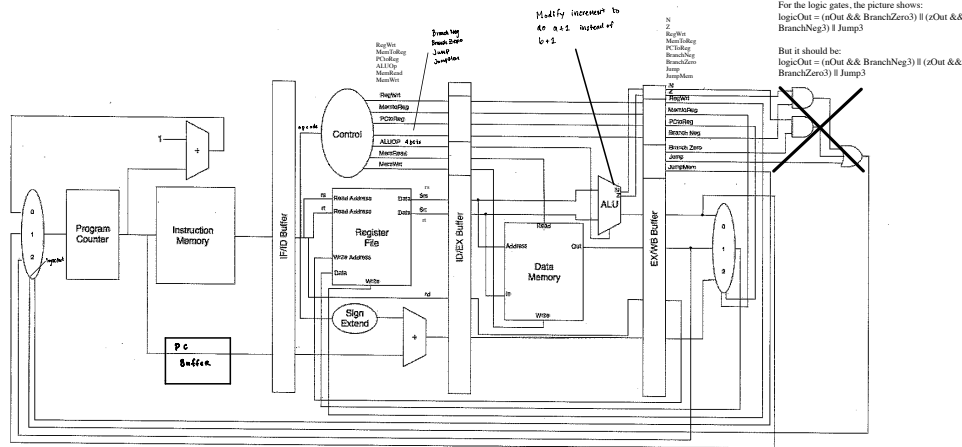 For the logic gates, the picture shows:
logicOut = (nOut && BranchZero3) || (zOut &&
BranchNeg3) || Jump3
But it should be:
logicOut = (nOut && BranchNeg3) || (zOut &&
BranchZero3) || Jump3
Modify increment to
do a+1 instead of
b+1
RegWrt
MemToReg
PCtoReg
ALUOp
MemRead
MemWrt
Branch Neg
Branch Zero
Jump
JumpMem
N
Z
RegWrt
MemToReg
PCToReg
BranchNeg
BranchZero
Jump
JumpMem
opcode
Control
RegWrt
MemtoReg
PCtoReg
ALUOP 4 bits
MemRead
MemWrt
N
Z
RegWrt
MemtoReg
PCtoReg
Branch Neg
Branch Zero
Jump
JumpMem
1
+
0
1
2
logicOut
Program
Counter
Instruction
Memory
IF/ID Buffer
rs
Read Address
Data
rt
Read Address
Data
Register
File
Write Address
Data
Write
rs
Srs
Srt
rt
rd
Sign
Extend
+
ID/EX Buffer
N
Z
ALU
Read
Address
Out
Data
Memory
In
Write
EX/WB Buffer
0
1
2
PC
Buffer